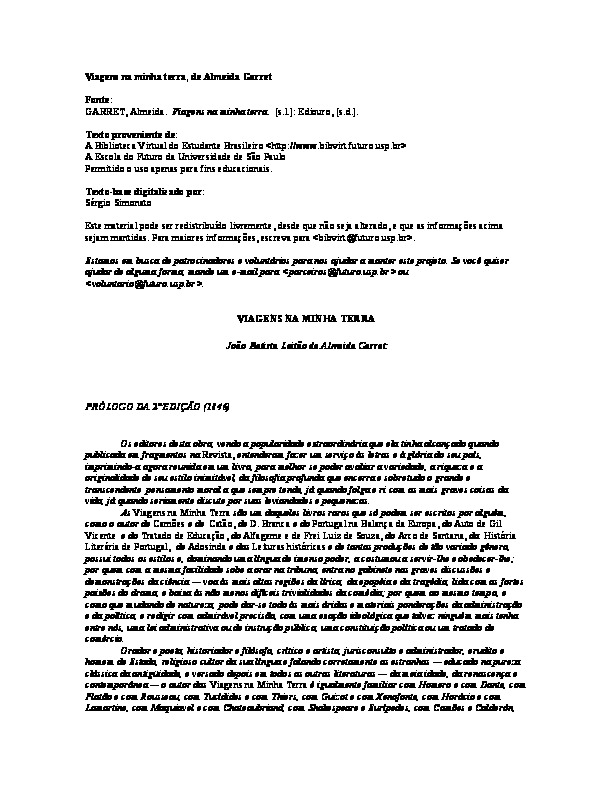 Viagens na minha terra, de Almeida Garret
Fonte:
GARRET, Almeida. Viagens na minha terra. [s.l.]: Ediouro, [s.d.].
Texto proveniente de:
A Biblioteca Virtual do Estudante Brasileiro <http://www.bibvirt.futuro.usp.br>
A Escola do Futuro da Universidade de São Paulo
Permitido o uso apenas para fins educacionais.
Texto-base digitalizado por:
Sérgio Simonato
Este material pode ser redistribuído livremente, desde que não seja alterado, e que as informações acima
sejam mantidas. Para maiores informações, escreva para <bibvirt@futuro.usp.br>.
Estamos em busca de patrocinadores e voluntários para nos ajudar a manter este projeto. Se você quiser
ajudar de alguma forma, mande um e-mail para <parceiros@futuro.usp.br> ou
<voluntario@futuro.usp.br>.
VIAGENS NA MINHA TERRA
João Batista Leitão de Almeida Garret
PRÓLOGO DA 2ª EDIÇÃO (1846)
Os editores desta obra, vendo a popularidade extraordinária que ela tinha alcançado quando
publicada em fragmentos na Revista, entenderam fazer um serviço às letras e à glória do seu país,
imprimindo-a agora reunida em um livro, para melhor se poder avaliar a variedade, a riqueza e a
originalidade de seu estilo inimitável, da filosofia profunda que encerra e sobretudo o grande e
transcendente pensamento moral a que sempre tende, já quando folga e ri com as mais graves coisas da
vida, já quando seriamente discute por suas leviandades e pequenezas.
As Viagens na Minha Terra são um daqueles livros raros que só podem ser escritos por alguém,
como o autor de Camões e de Catão, de D. Branca e do Portugal na Balança da Europa, do Auto de Gil
Vicente e do Tratado de Educação, do Alfageme e de Frei Luiz de Souza, do Arco de Santana, da História
Literária de Portugal, de Adosinda e das Leituras históricas e de tantas produções de tão variado gênero,
possui todos os estilos e, dominando uma língua de imenso poder, a costumou a servir-lhe e obedecer-lhe;
por quem com a mesma facilidade sobe a orar na tribuna, entra no gabinete nas graves discussões e
demonstrações da ciência — voa às mais altas regiões da lírica, da epopéia e da tragédia, lida com as fortes
paixões do drama, e baixa às não menos difíceis trivialidades da comédia; por quem ao mesmo tempo, e
como que mudando de natureza, pode dar-se todo às mais áridas e materiais ponderações da administração
e da política, e redigir com admirável precisão, com uma exação ideológica que talvez ninguém mais tenha
entre nós, uma lei administrativa ou de instrução pública, uma constituição política ou um tratado de
comércio.
Orador e poeta, historiador e filósofo, crítico e artista, jurisconsulto e administrador, erudito e
homem de Estado, religioso cultor da sua língua e falando corretamente as estranhas — educado na pureza
clássica da antigüidade, e versado depois em todas as outras literaturas — da meia idade, da renascença e
contemporânea — o autor das Viagens na Minha Terra é igualmente familiar com Homero e com Dante, com
Platão e com Rousseau, com Tucídides e com Thiers, com Guizot e com Xenofonte, com Horácio e com
Lamartine, com Maquiavel e com Chateaubriand, com Shakespeare e Eurípedes, com Camões e Calderón,